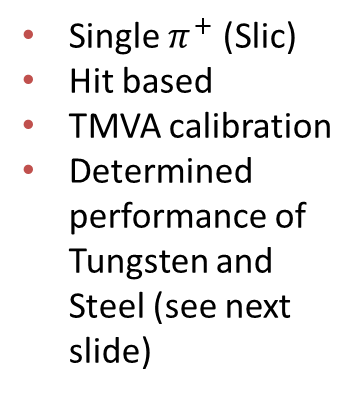 • Single π⁺ (Slic)
• Hit based
• TMVA calibration
• Determined
performance of
Tungsten and
Steel (see next
slide)